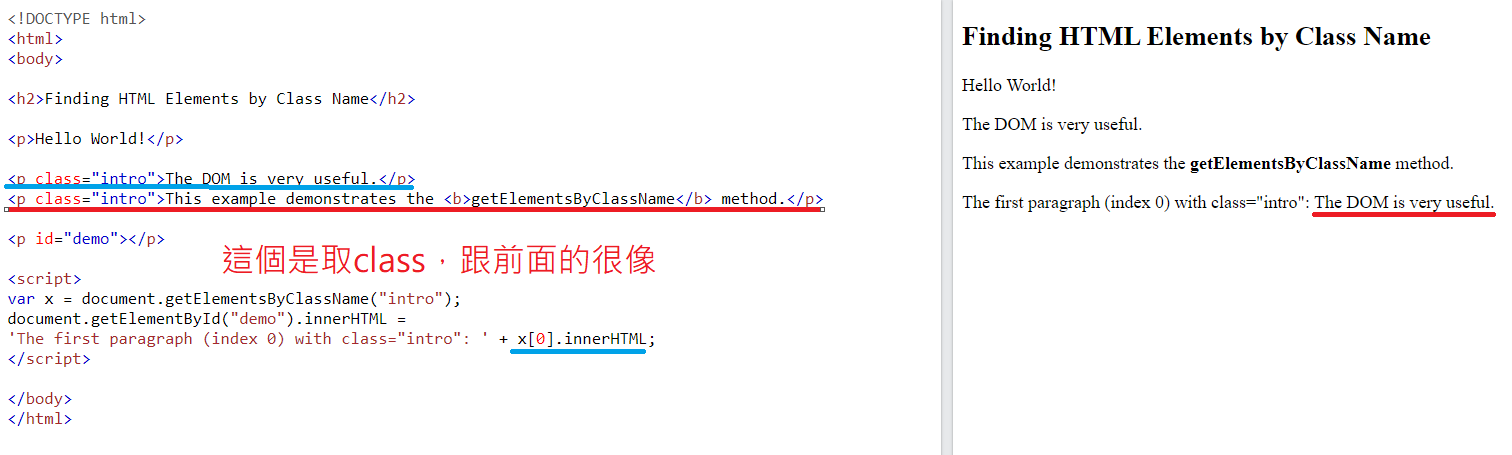 <!DOCTYPE html>
<html>
<body>
<h2>Finding HTML Elements by Class Name</h2>
<p>Hello World!</p>
<p class="intro">The DOM is very useful.</p>
<p class="intro">This example demonstrates the <b>getElementsByClassName</b> method.</p>
<p id="demo"></p>
這個是取class，跟前面的很像
<script>
var x = document.getElementsByClassName("intro");
document.getElementById("demo").innerHTML =
'The first paragraph (index 0) with class="intro": ' + x[0].innerHTML;
</script>
</body>
</html>
Finding HTML Elements by Class Name
Hello World!
The DOM is very useful.
This example demonstrates the getElementsByClassName method.
The first paragraph (index 0) with class="intro": The DOM is very useful.